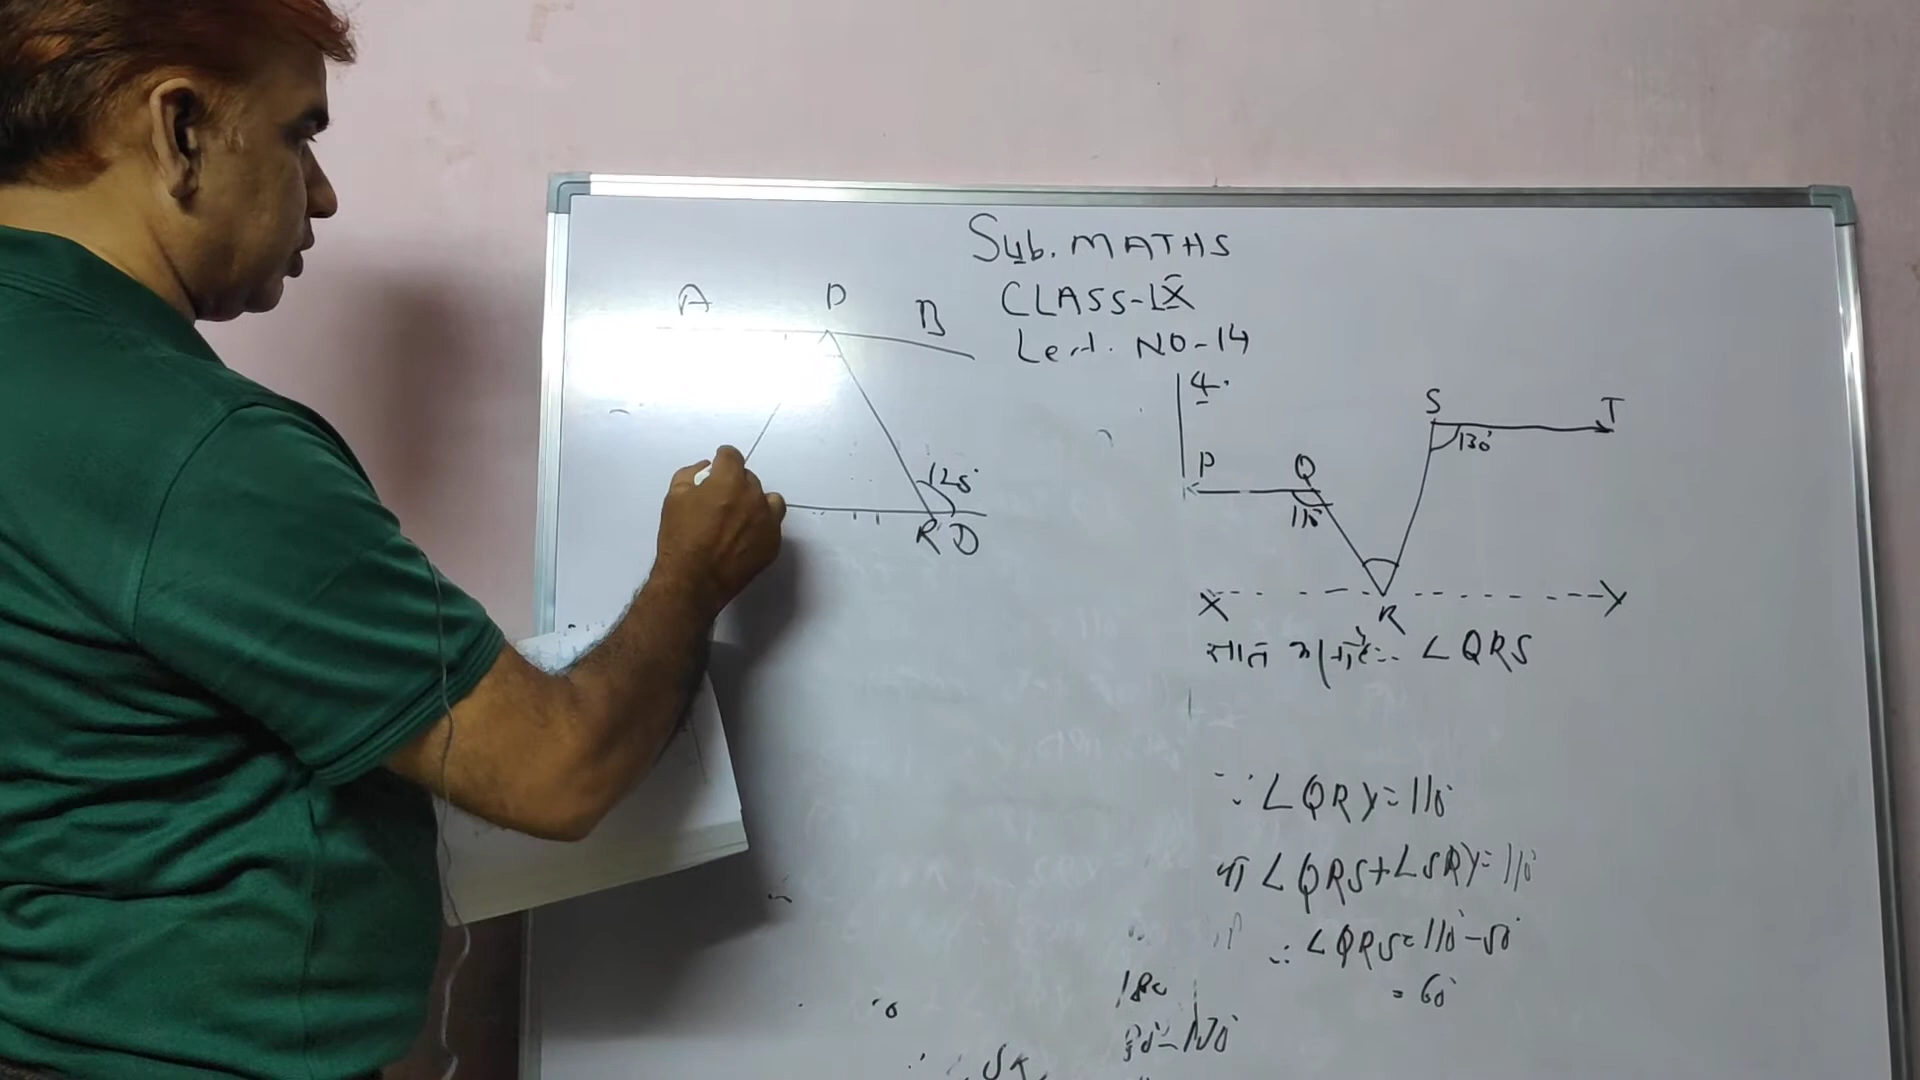 Sub. MATHS
CLASS-IX
Lect. NO-14
A P B
125°
R D
4.
S T
130°
P Q
110°
X R Y
ज्ञात करना है:- ∠QRS
∵ ∠QRY = 110°
या ∠QRS + ∠SRY = 110°
∴ ∠QRS = 110° - 50°
= 60°
180